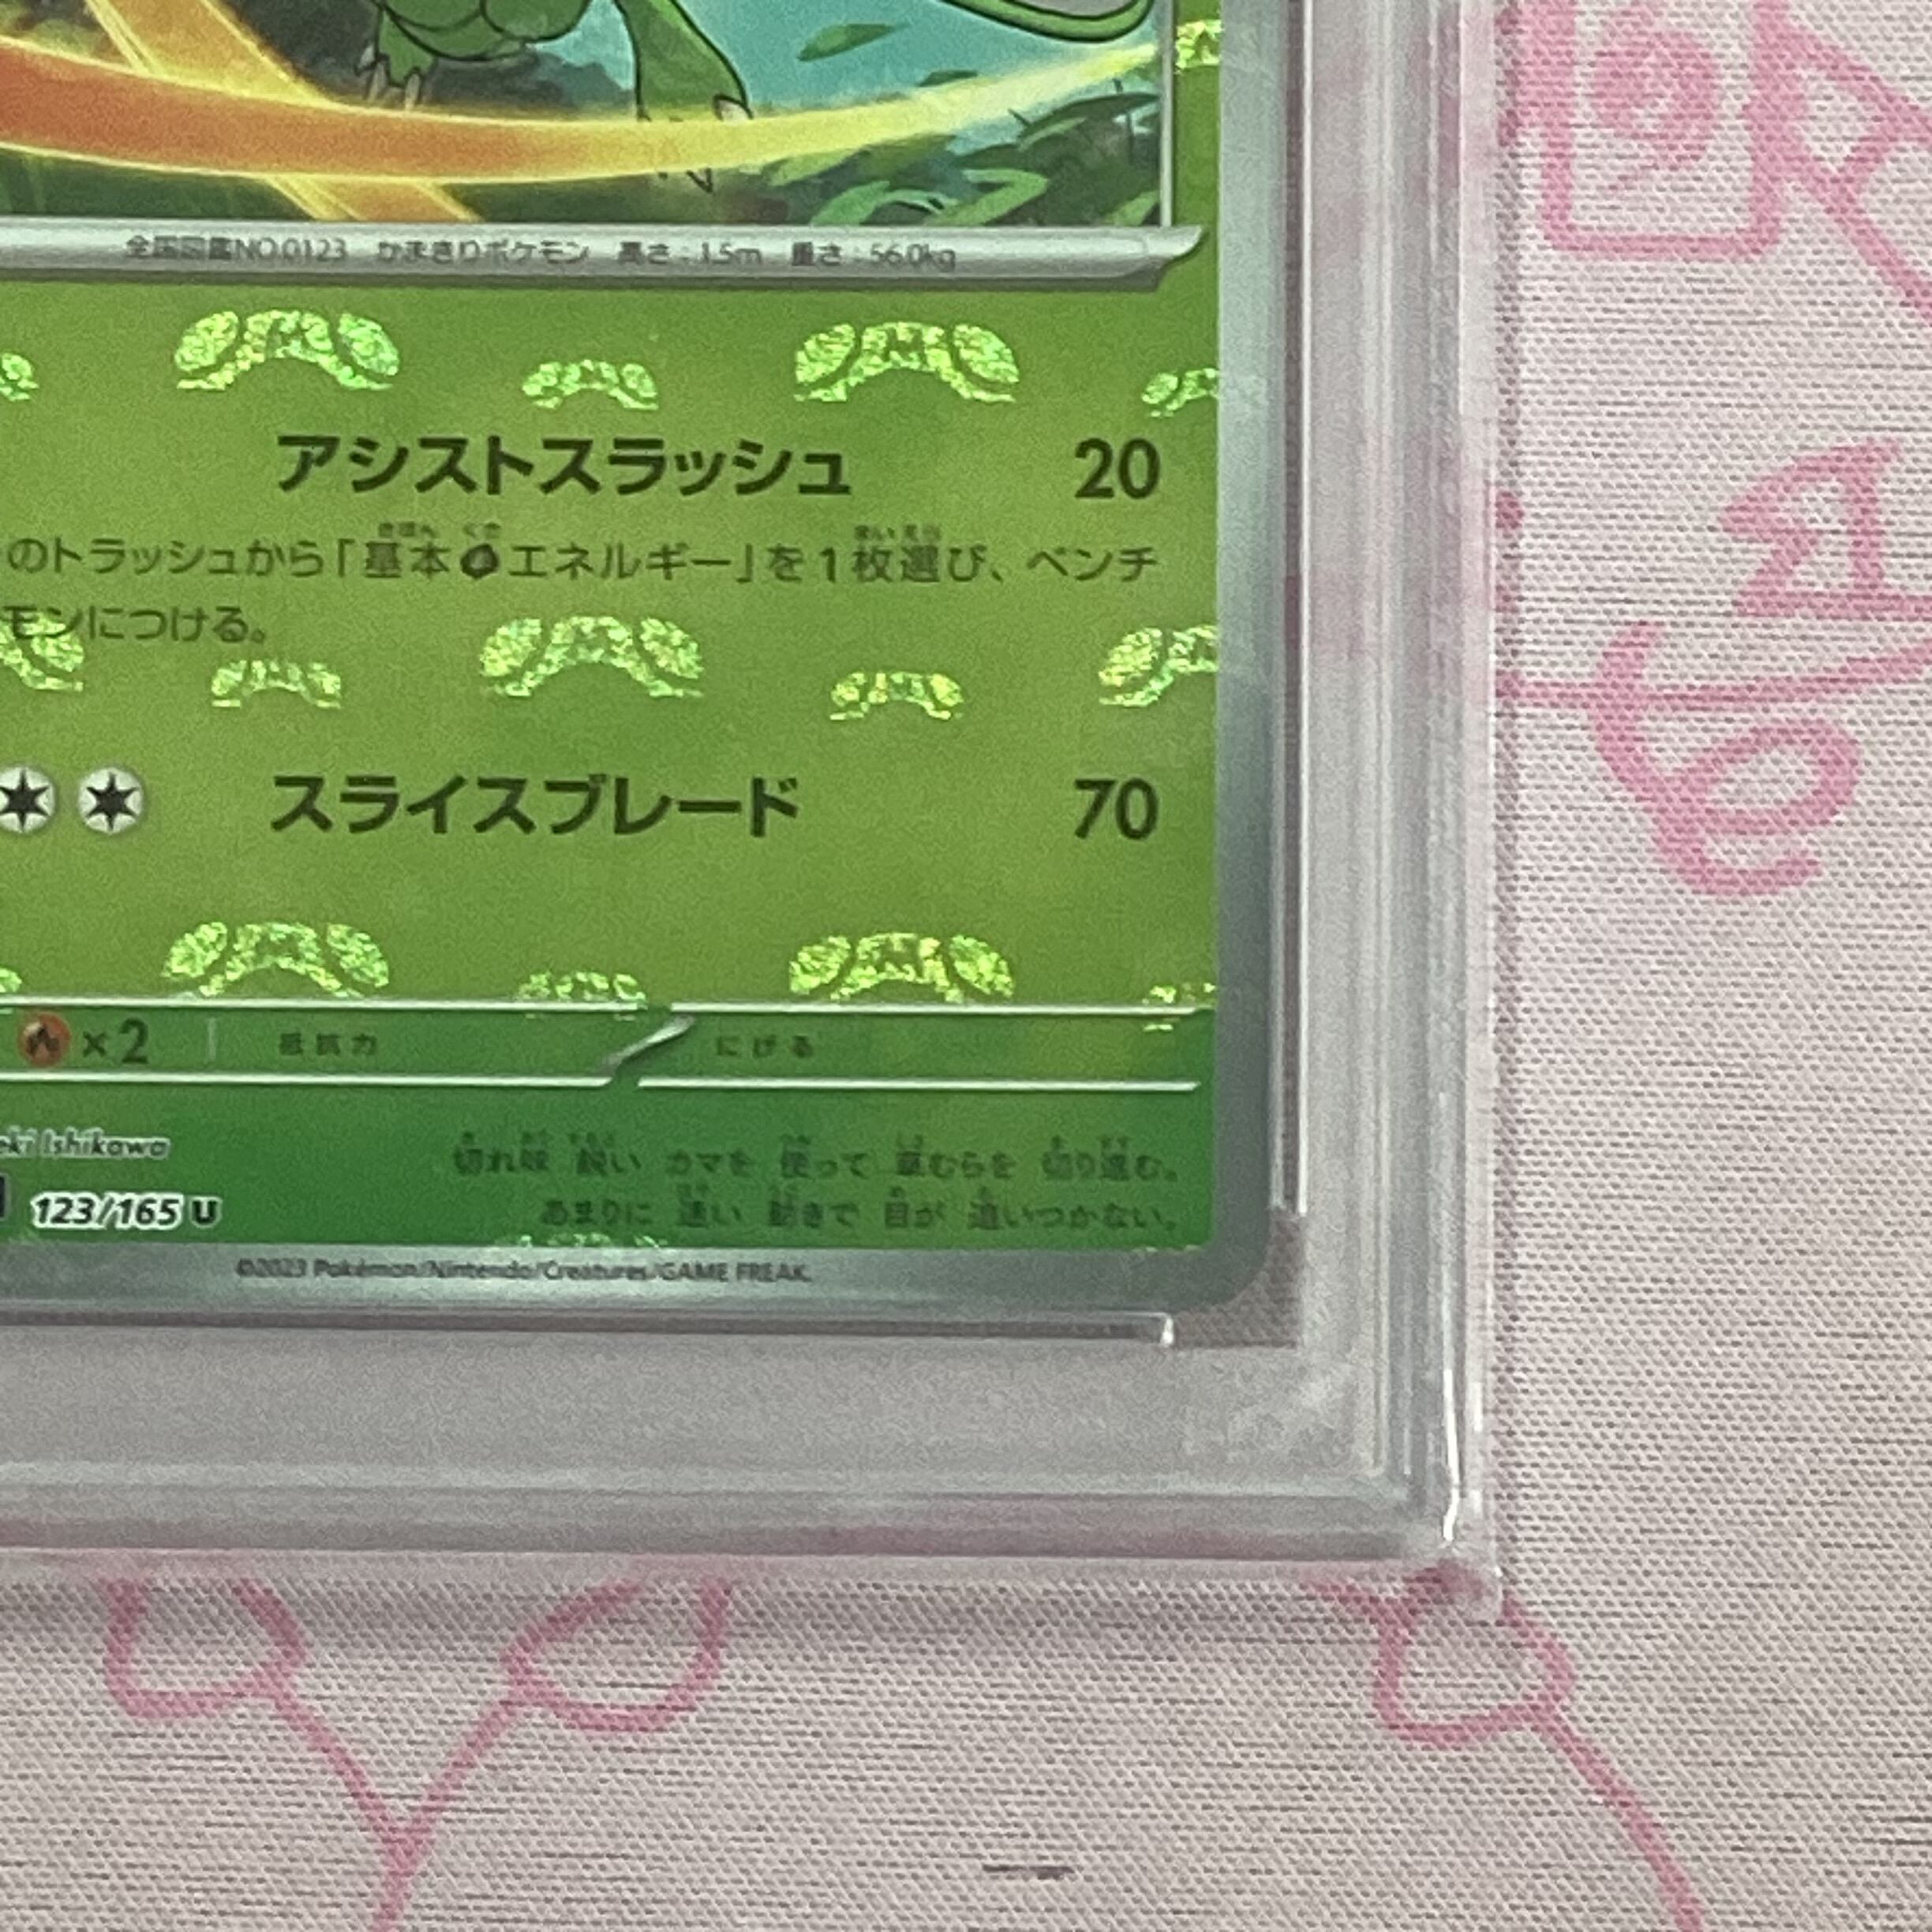 全国図鑑NO.0123 かまきりポケモン 高さ:1.5m 重さ:56.0kg
アシストスラッシュ 20
のトラッシュから「基本 エネルギー」を1枚選び、ベンチ
モンにつける。
スライスブレード 70
×2 抵抗力 にげる
Ishikawa
切れ味 鋭い カマを 使って 草むらを 切り進む。
123/165 U
あまりに 速い 動きで 目が 追いつかない。
©2023 Pokémon/Nintendo/Creatures/GAME FREAK.